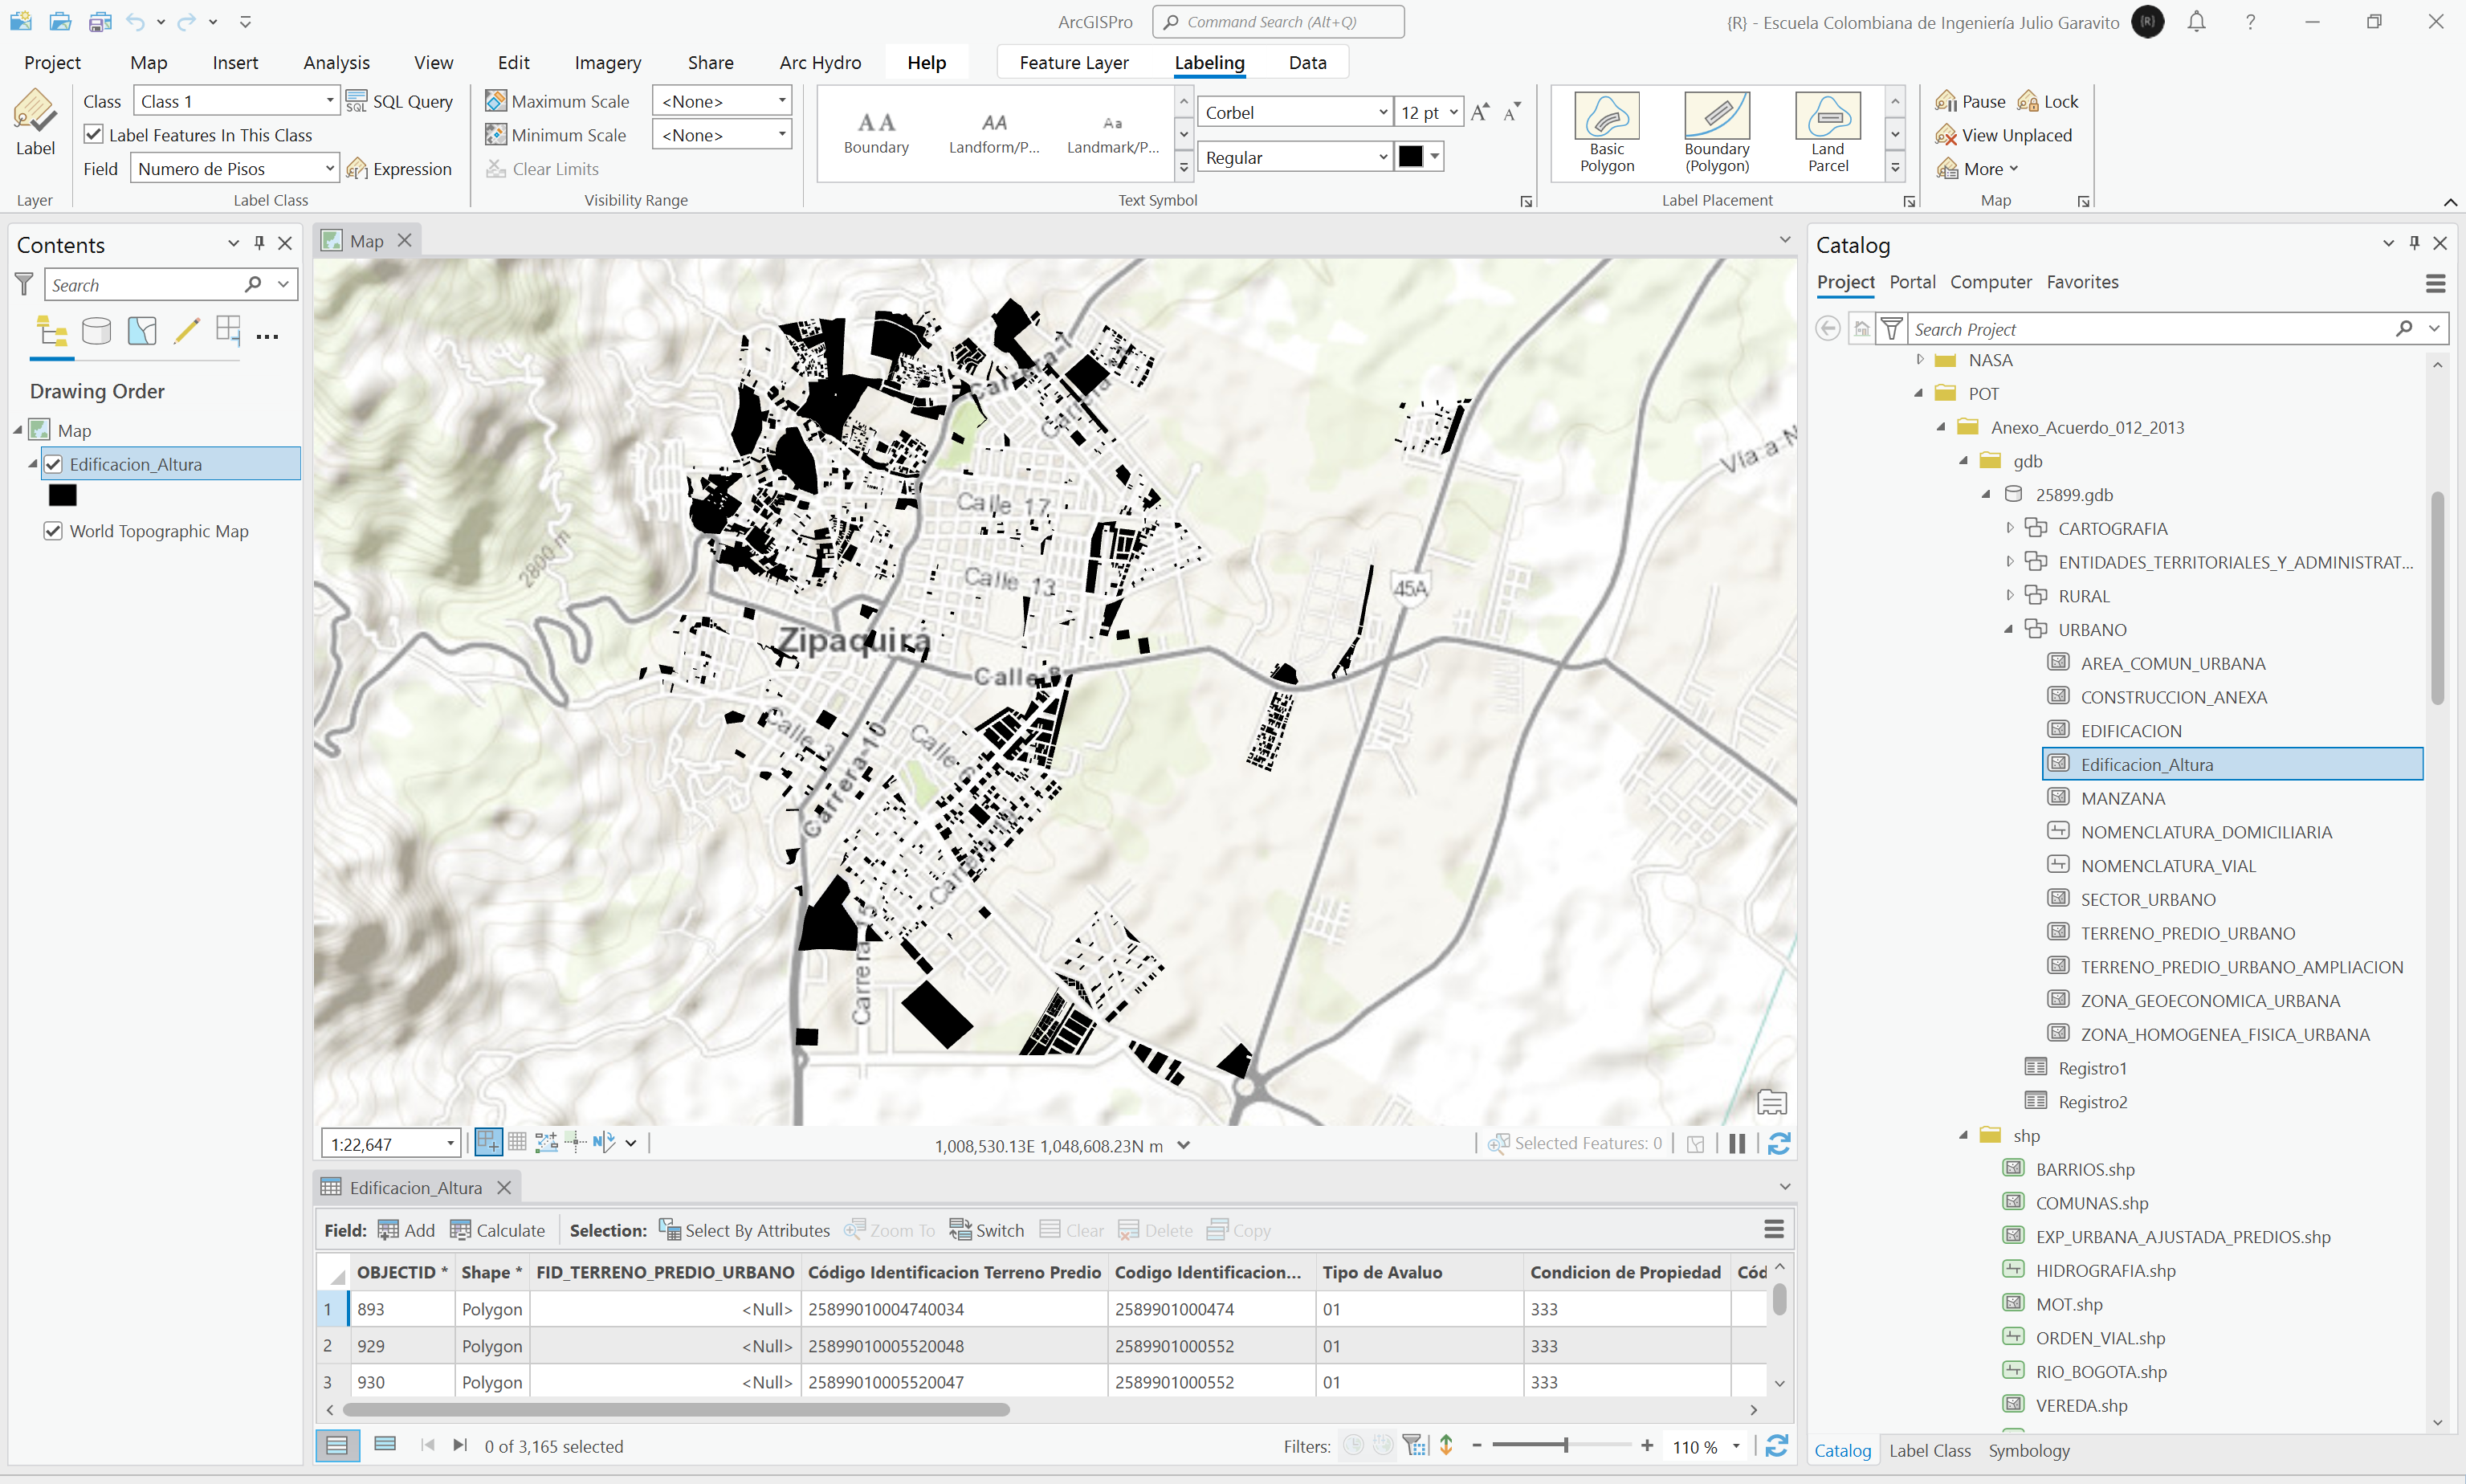 ArcGISPro
Command Search (Alt+Q)
{R} - Escuela Colombiana de Ingeniería Julio Garavito
{R}
?
Project Map Insert Analysis View Edit Imagery Share Arc Hydro Help Feature Layer Labeling Data
Label
Layer
Class Class 1 SQL Query
Label Features In This Class
Field Numero de Pisos Expression
Label Class
Maximum Scale <None>
Minimum Scale <None>
Clear Limits
Visibility Range
AA AA Aa
Boundary Landform/P... Landmark/P...
Corbel 12 pt
Regular
Text Symbol
Basic Polygon
Boundary (Polygon)
Land Parcel
Label Placement
Pause Lock
View Unplaced
More
Map
Contents
Search
Drawing Order
Map
Edificacion_Altura
World Topographic Map
Map
Carrera-7
Calle 17
Calle 13
Zipaquirá
Calle 8
2800 m
45A
Carrera-10
Carrera 15
1:22,647
1,008,530.13E 1,048,608.23N m
Selected Features: 0
Edificacion_Altura
Field: Add Calculate Selection: Select By Attributes Zoom To Switch Clear Delete Copy
OBJECTID * Shape * FID_TERRENO_PREDIO_URBANO Código Identificacion Terreno Predio Codigo Identificacion... Tipo de Avaluo Condicion de Propiedad Cód
1 893 Polygon <Null> 25899010004740034 2589901000474 01 333
2 929 Polygon <Null> 25899010005520048 2589901000552 01 333
3 930 Polygon <Null> 25899010005520047 2589901000552 01 333
0 of 3,165 selected
Filters:
110 %
Catalog
Project Portal Computer Favorites
Search Project
NASA
POT
Anexo_Acuerdo_012_2013
gdb
25899.gdb
CARTOGRAFIA
ENTIDADES_TERRITORIALES_Y_ADMINISTRAT...
RURAL
URBANO
AREA_COMUN_URBANA
CONSTRUCCION_ANEXA
EDIFICACION
Edificacion_Altura
MANZANA
NOMENCLATURA_DOMICILIARIA
NOMENCLATURA_VIAL
SECTOR_URBANO
TERRENO_PREDIO_URBANO
TERRENO_PREDIO_URBANO_AMPLIACION
ZONA_GEOECONOMICA_URBANA
ZONA_HOMOGENEA_FISICA_URBANA
Registro1
Registro2
shp
BARRIOS.shp
COMUNAS.shp
EXP_URBANA_AJUSTADA_PREDIOS.shp
HIDROGRAFIA.shp
MOT.shp
ORDEN_VIAL.shp
RIO_BOGOTA.shp
VEREDA.shp
Catalog Label Class Symbology